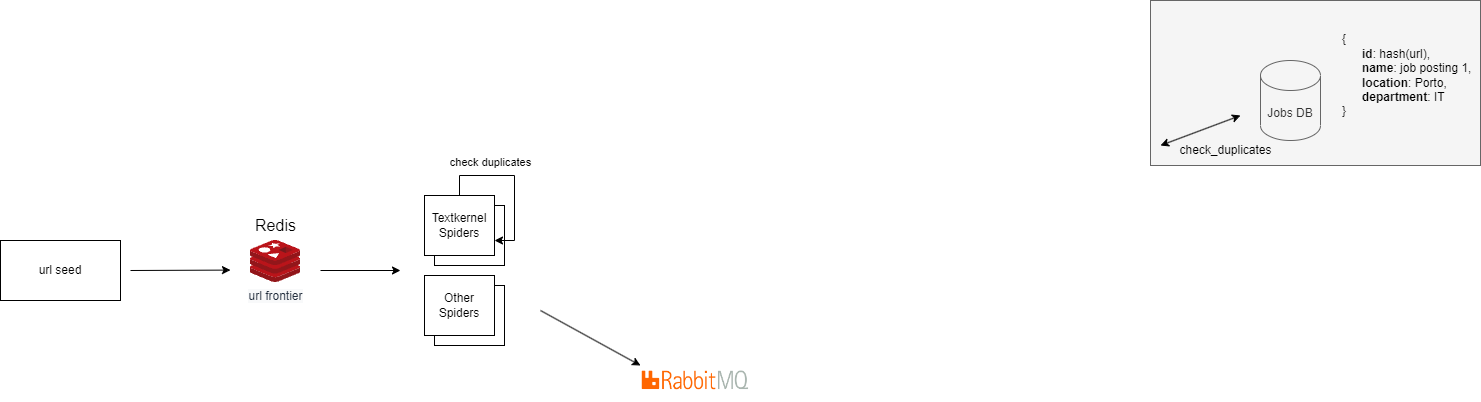 {
id: hash(url),
name: job posting 1,
location: Porto,
department: IT
}
Jobs DB
check_duplicates
check duplicates
Textkernel
Spiders
Redis
url seed
url frontier
Other
Spiders
RabbitMQ